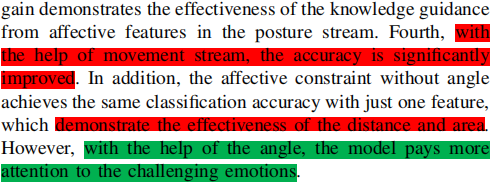 gain demonstrates the effectiveness of the knowledge guidance
from affective features in the posture stream. Fourth, with
the help of movement stream, the accuracy is significantly
improved. In addition, the affective constraint without angle
achieves the same classification accuracy with just one feature,
which demonstrate the effectiveness of the distance and area.
However, with the help of the angle, the model pays more
attention to the challenging emotions.